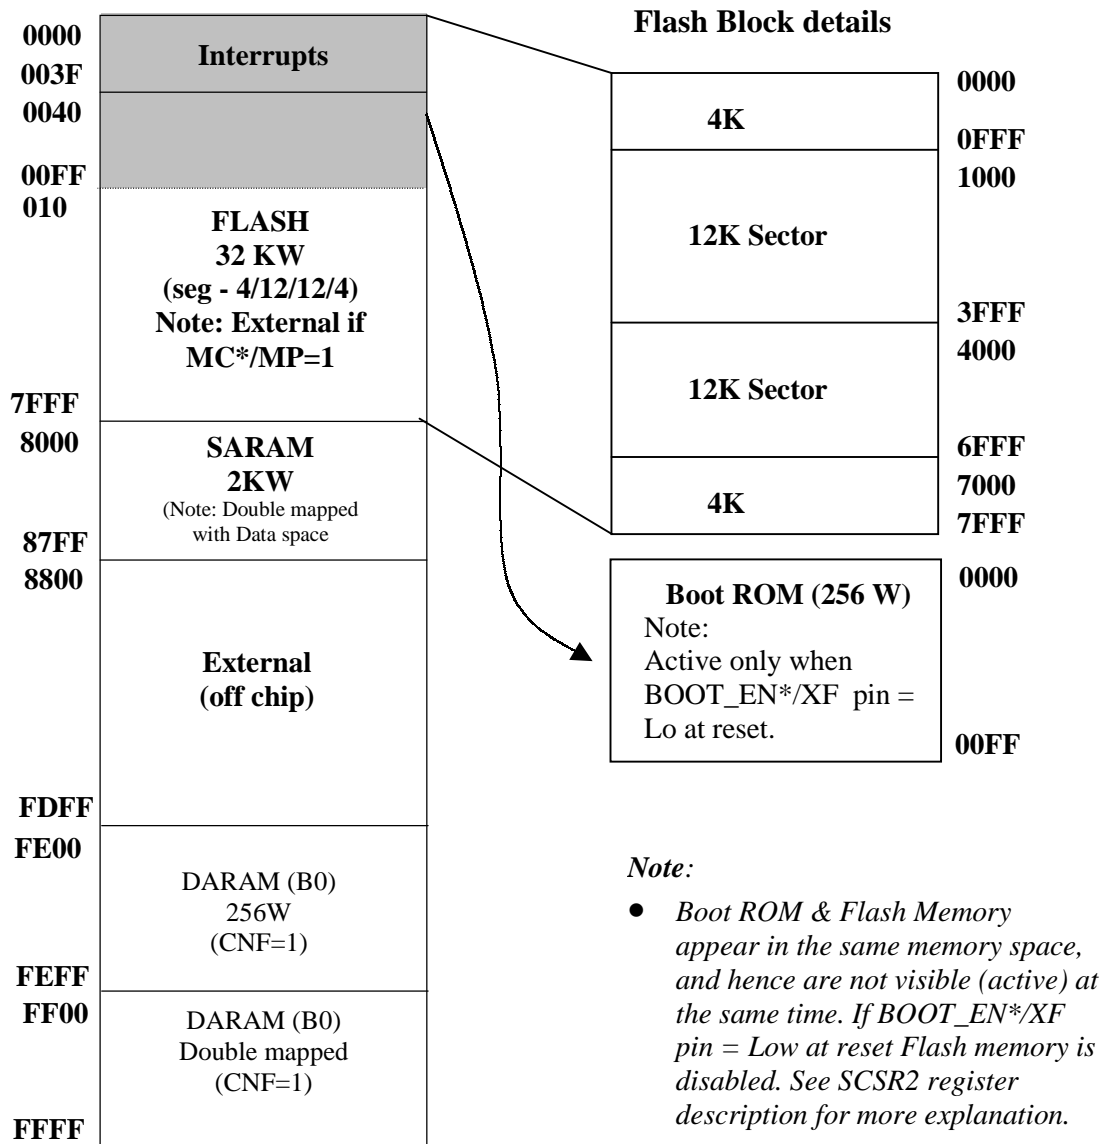 0000
Interrupts
003F
0040
00FF
010
FLASH
32 KW
(seg - 4/12/12/4)
Note: External if
MC*/MP=1
7FFF
8000
SARAM
2KW
(Note: Double mapped
with Data space
87FF
8800
External
(off chip)
FDFF
FE00
DARAM (B0)
256W
(CNF=1)
FEFF
FF00
DARAM (B0)
Double mapped
(CNF=1)
FFFF
Flash Block details
0000
4K
0FFF
1000
12K Sector
3FFF
4000
12K Sector
6FFF
7000
4K
7FFF
0000
Boot ROM (256 W)
Note:
Active only when
BOOT_EN*/XF pin =
Lo at reset.
00FF
Note:
● Boot ROM & Flash Memory
appear in the same memory space,
and hence are not visible (active) at
the same time. If BOOT_EN*/XF
pin = Low at reset Flash memory is
disabled. See SCSR2 register
description for more explanation.